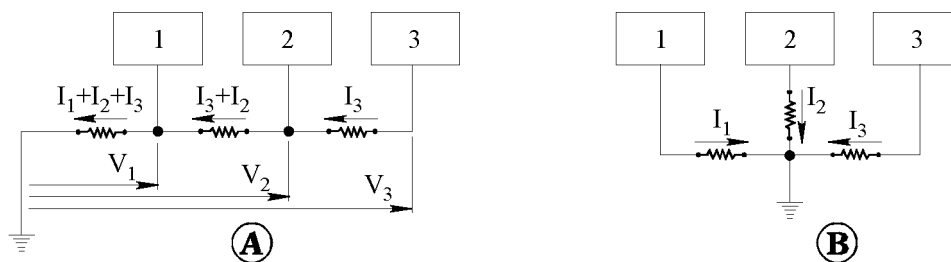 1 2 3
I₁+I₂+I₃ I₃+I₂ I₃
V₁ V₂ V₃
A
1 2 3
I₁ I₂ I₃
B